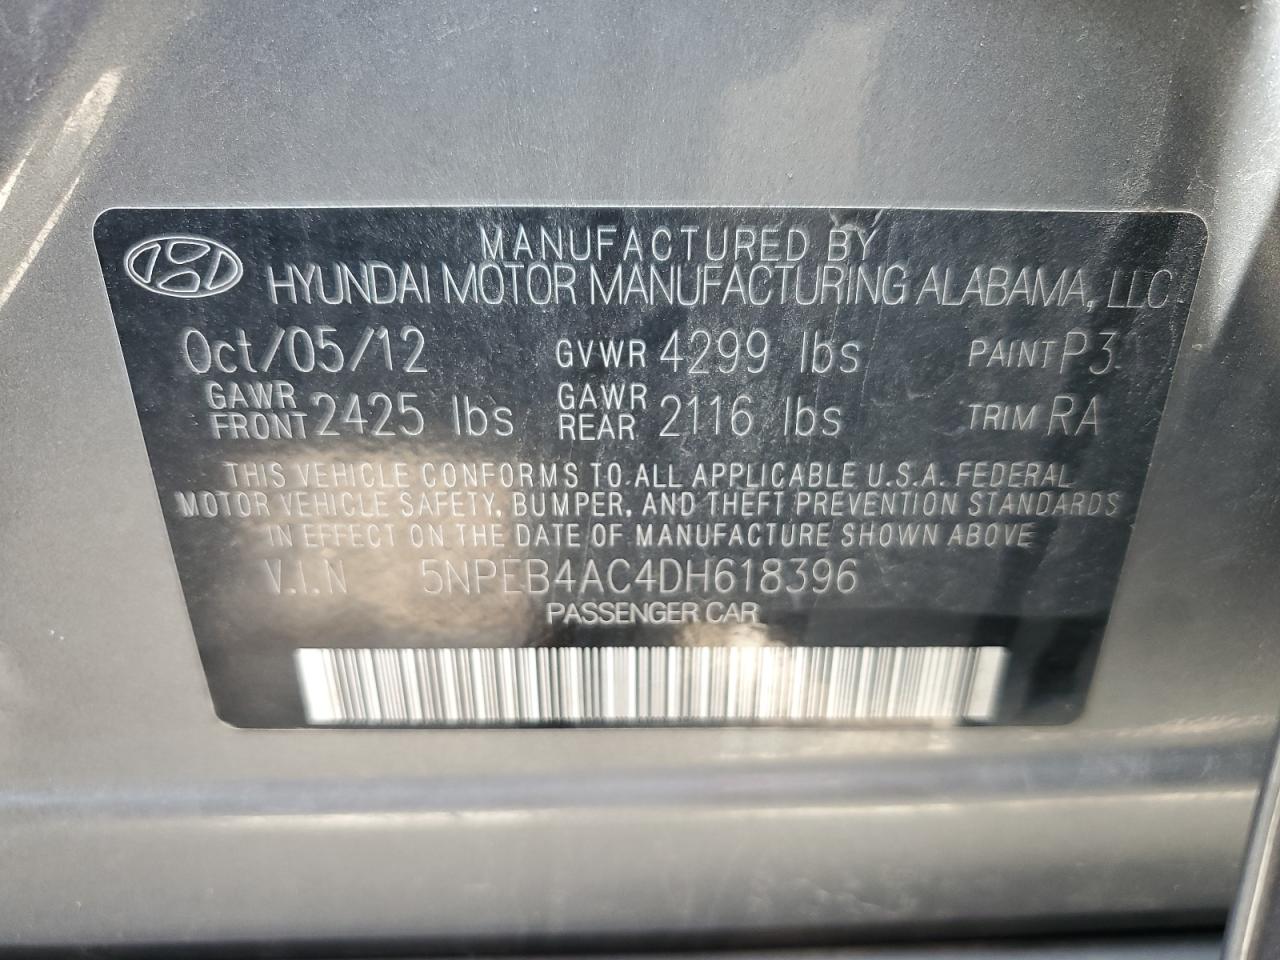 MANUFACTURED BY
HYUNDAI MOTOR MANUFACTURING ALABAMA, LLC
Oct/05/12 GVWR 4299 lbs PAINT P3
GAWR FRONT 2425 lbs GAWR REAR 2116 lbs TRIM RA
THIS VEHICLE CONFORMS TO ALL APPLICABLE U.S.A. FEDERAL
MOTOR VEHICLE SAFETY, BUMPER, AND THEFT PREVENTION STANDARDS
IN EFFECT ON THE DATE OF MANUFACTURE SHOWN ABOVE
V.I.N 5NPEB4AC4DH618396
PASSENGER CAR